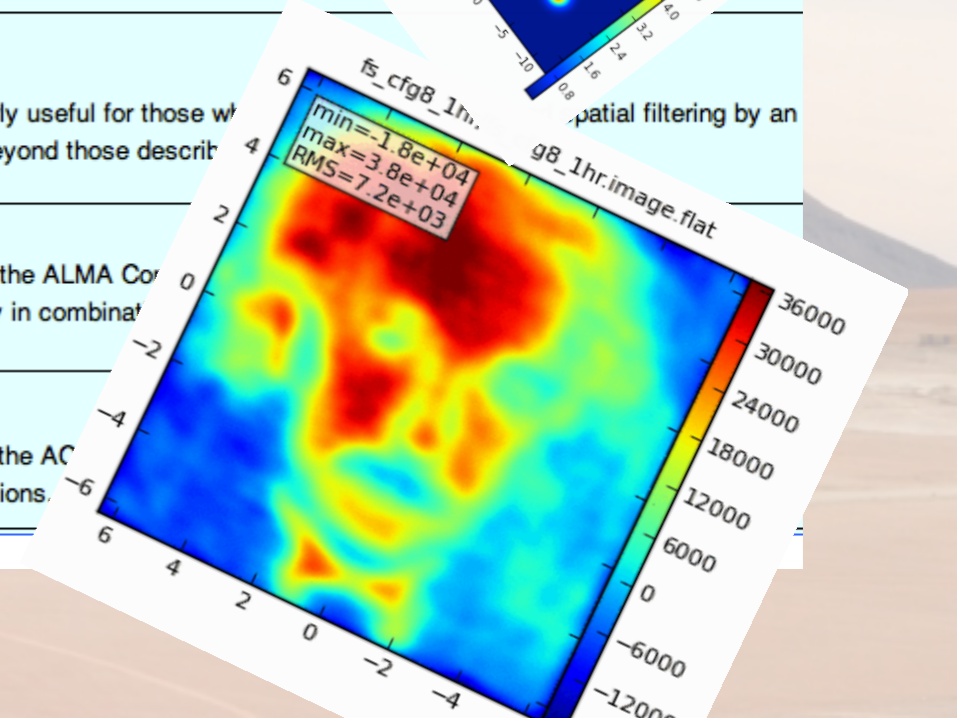 0
-5
-10
0.8
1.6
2.4
3.2
4.0
ly useful for those
patial filtering by an
eyond those describ
the ALMA Co
in combinat
the AC
ions.
fs_cfg8_1h
g8_1hr.image.flat
min=-1.8e+04
max=3.8e+04
RMS=7.2e+03
6
4
2
0
−2
−4
−6
6
4
2
0
−2
−4
36000
30000
24000
18000
12000
6000
0
−6000
−12000